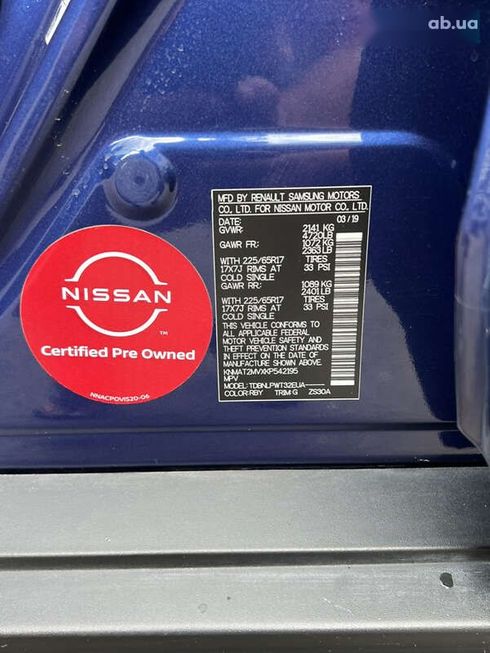 ab.ua
MFD BY RENAULT SAMSUNG MOTORS
CO. LTD. FOR NISSAN MOTOR CO., LTD.
DATE: 03/19
GVWR: 2141 KG
4720LB
GAWR FR: 1072 KG
2363 LB
WITH 225/65R17 TIRES
17X7J RIMS AT 33 PSI
COLD SINGLE
GAWR RR: 1089 KG
2401 LB
WITH 225/65R17 TIRES
17X7J RIMS AT 33 PSI
COLD SINGLE
THIS VEHICLE CONFORMS TO
ALL APPLICABLE FEDERAL
MOTOR VEHICLE SAFETY
STANDARDS IN EFFECT ON
THE DATE OF
MANUFACTURE SHOWN ABOVE.
KNMAT2MVXKP542195
MPV
MODEL: TDBNLPWT32EUA
COLOR:RBY TRIM:G ZS30A
NISSAN
TM
Certified Pre Owned
NNACPOVIS20-06